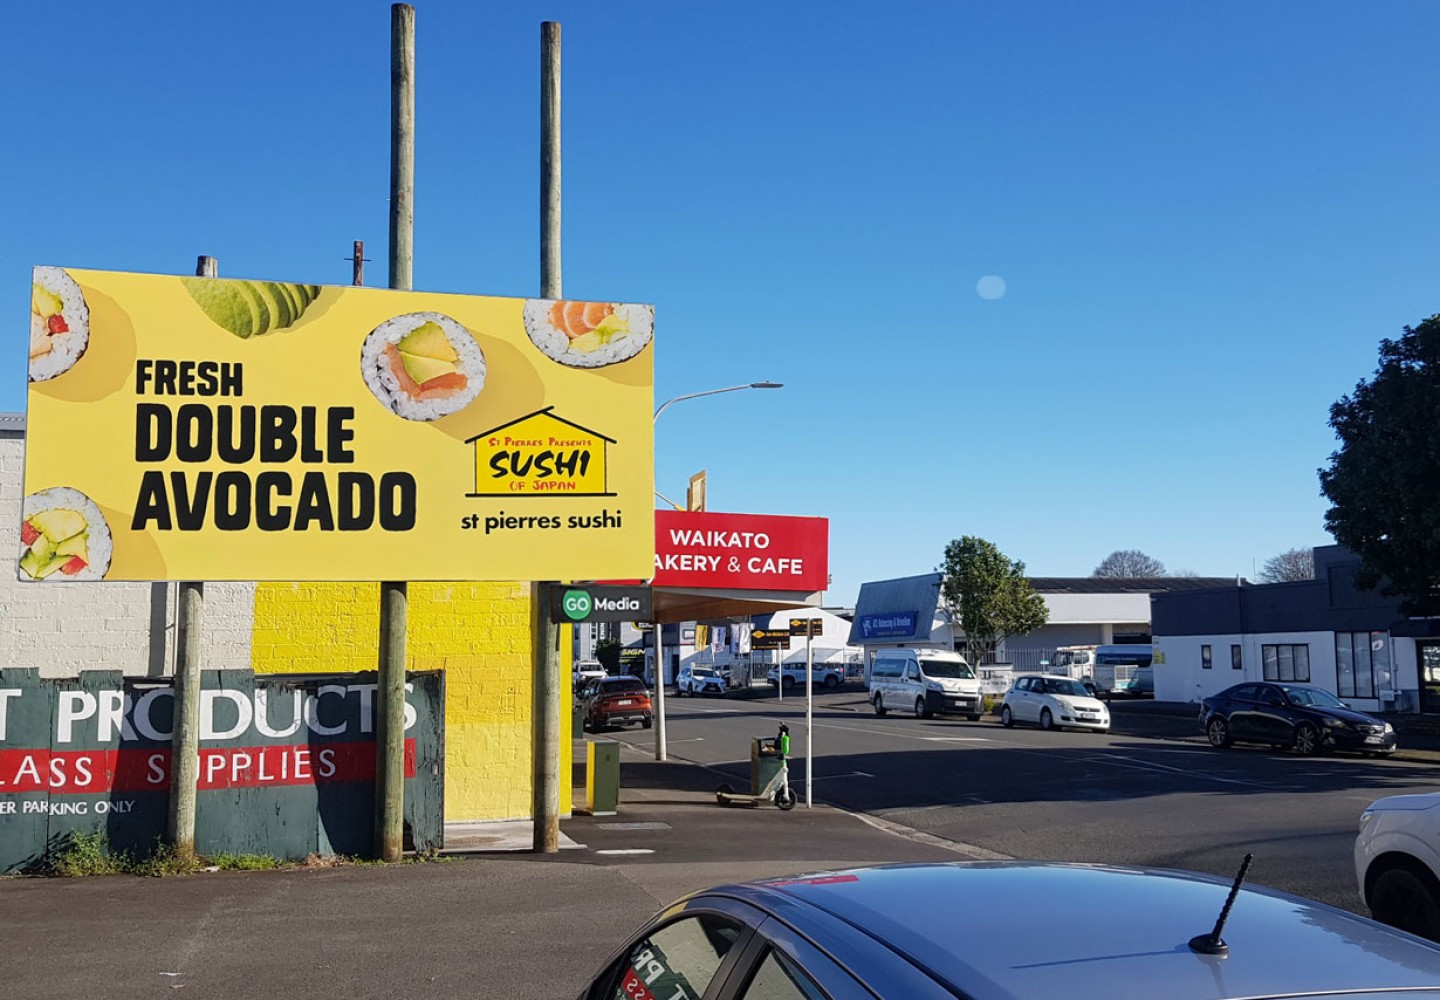 FRESH
DOUBLE
AVOCADO
St Pierres Presents
SUSHI
OF JAPAN
st pierres sushi
WAIKATO
AKERY & CAFE
GO Media
SIGN
T PRODUCTS
LASS SUPPLIES
ER PARKING ONLY